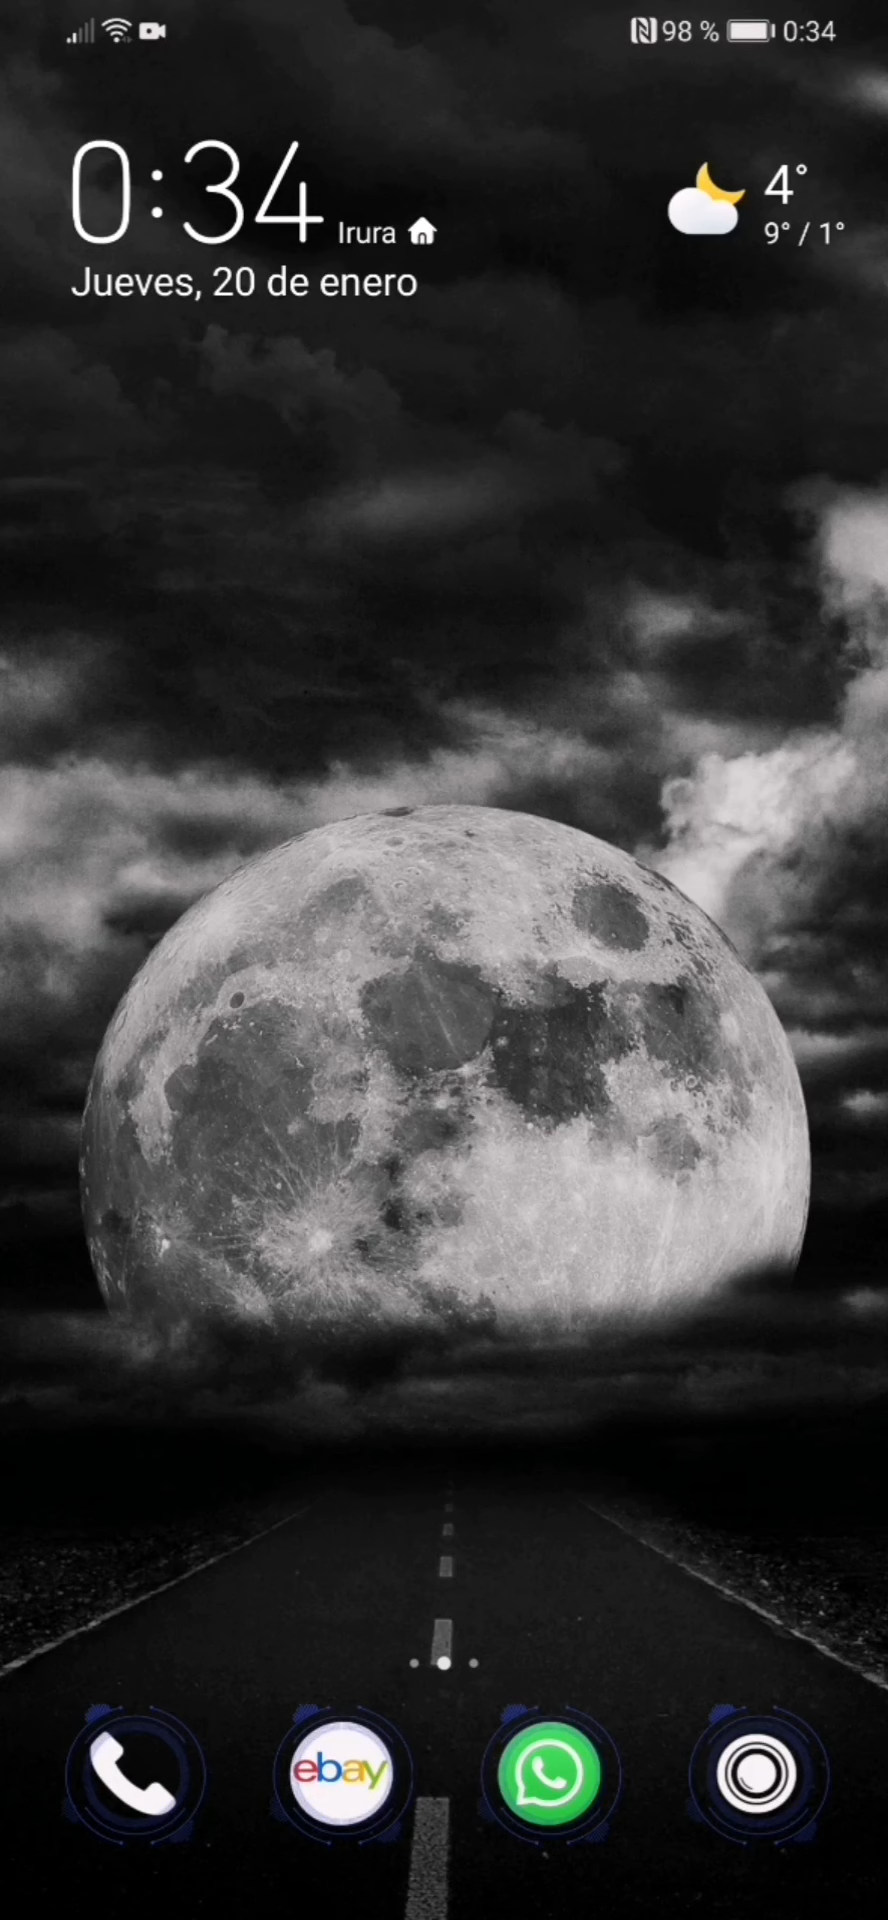 98 % 0:34
0:34 Irura
Jueves, 20 de enero
4°
9° / 1°
ebay